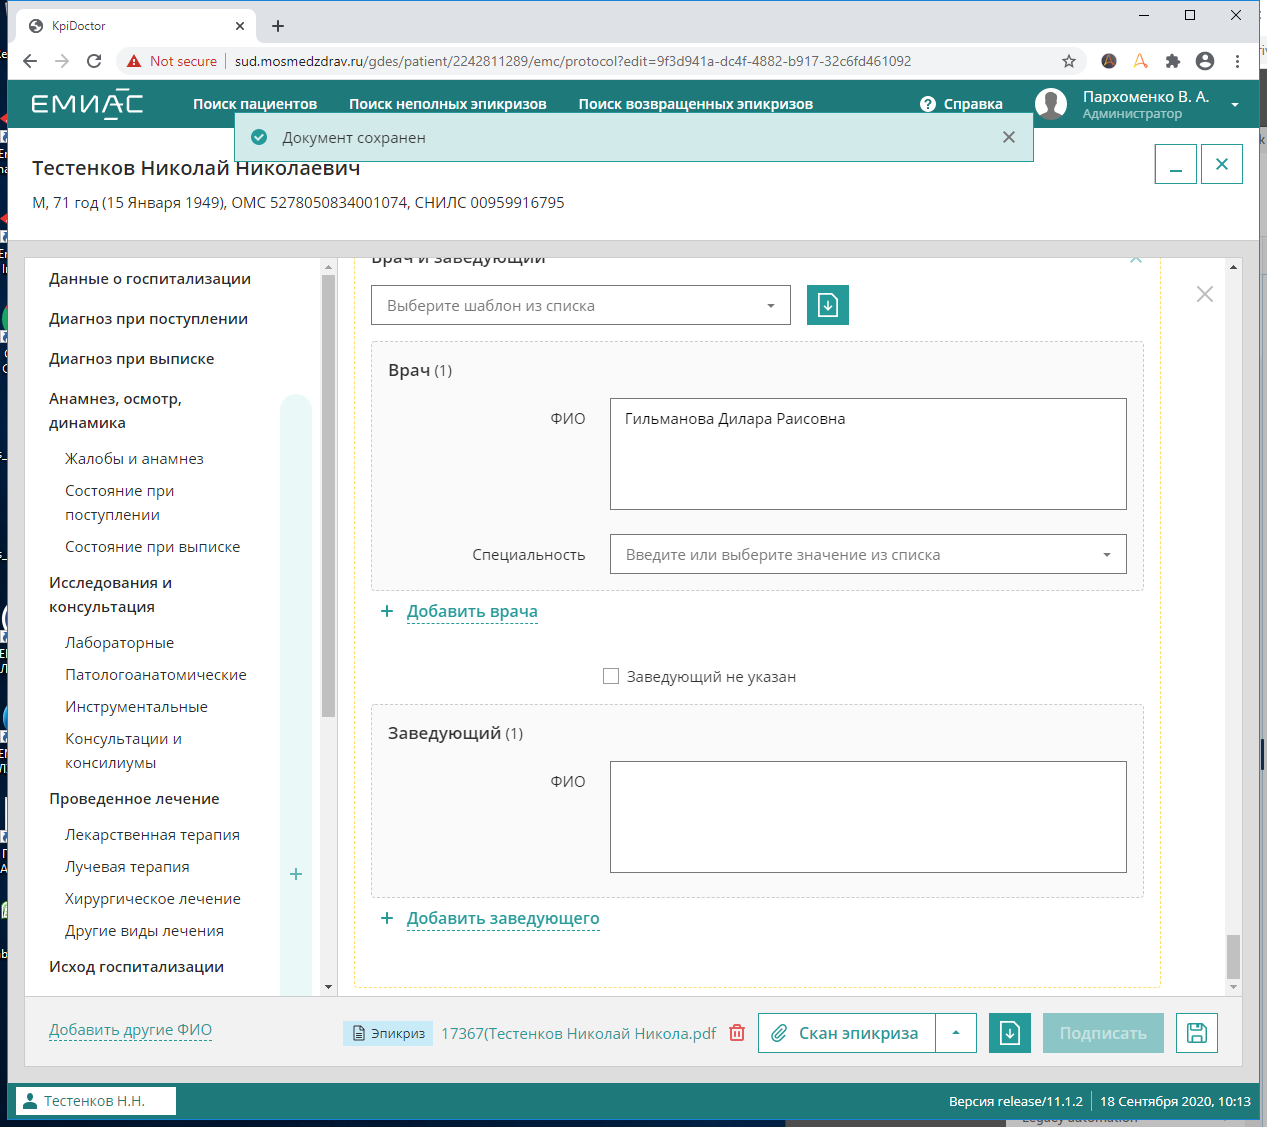 KpiDoctor
Not secure
sud.mosmedzdrav.ru/gdes/patient/2242811289/emc/protocol?edit=9f3d941a-dc4f-4882-b917-32c6fd461092
ЕМИАС
Поиск пациентов
Поиск неполных эпикризов
Поиск возвращенных эпикризов
? Справка
Пархоменко В. А.
Администратор
Документ сохранен
Тестенков Николай Николаевич
М, 71 год (15 Января 1949), ОМС 5278050834001074, СНИЛС 00959916795
Данные о госпитализации
Диагноз при поступлении
Диагноз при выписке
Анамнез, осмотр,
динамика
Жалобы и анамнез
Состояние при
поступлении
Состояние при выписке
Исследования и
консультация
Лабораторные
Патологоанатомические
Инструментальные
Консультации и
консилиумы
Проведенное лечение
Лекарственная терапия
Лучевая терапия
Хирургическое лечение
Другие виды лечения
Исход госпитализации
Врач и заведующий
Выберите шаблон из списка
Врач (1)
ФИО
Гильманова Дилара Раисовна
Специальность
Введите или выберите значение из списка
+ Добавить врача
Заведующий не указан
Заведующий (1)
ФИО
+ Добавить заведующего
Добавить другие ФИО
Эпикриз
17367(Тестенков Николай Никола.pdf
Скан эпикриза
Подписать
Тестенков Н.Н.
Версия release/11.1.2
18 Сентября 2020, 10:13